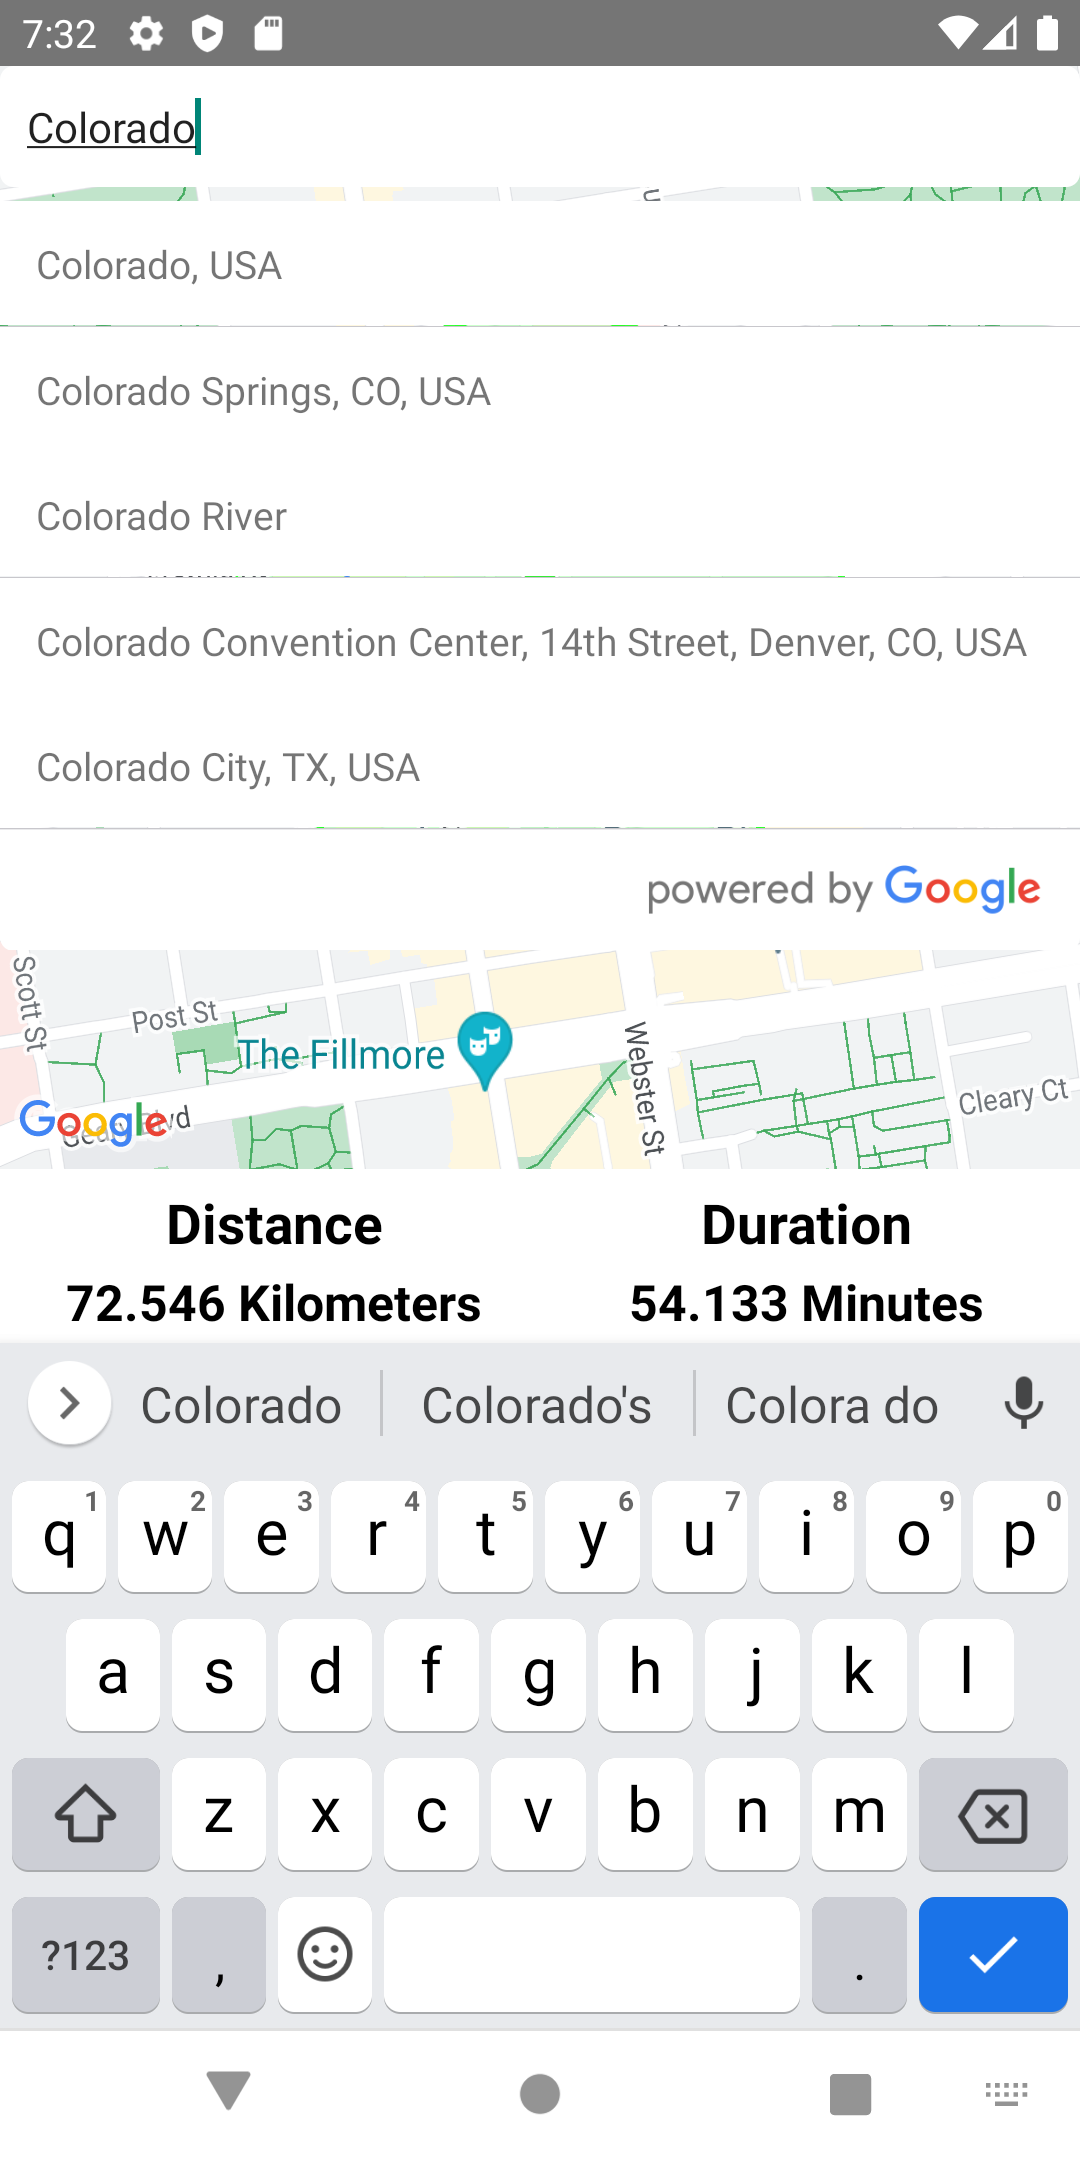 7:32
Colorado
Colorado, USA
Colorado Springs, CO, USA
Colorado River
Colorado Convention Center, 14th Street, Denver, CO, USA
Colorado City, TX, USA
powered by Google
Scott St
Post St
The Fillmore
Webster St
Cleary Ct
Google
Distance
Duration
72.546 Kilometers
54.133 Minutes
Colorado
Colorado's
Colora do
1 2 3 4 5 6 7 8 9 0
q w e r t y u i o p
a s d f g h j k l
z x c v b n m
?123 , .